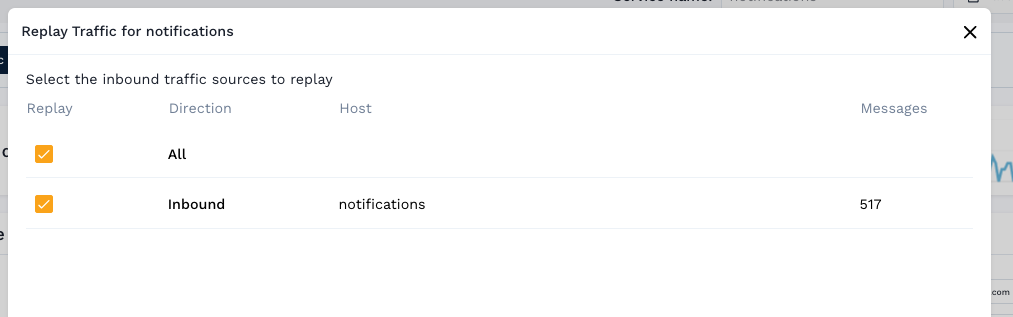 Replay Traffic for notifications
Select the inbound traffic sources to replay
Replay Direction Host Messages
All
Inbound notifications 517
com